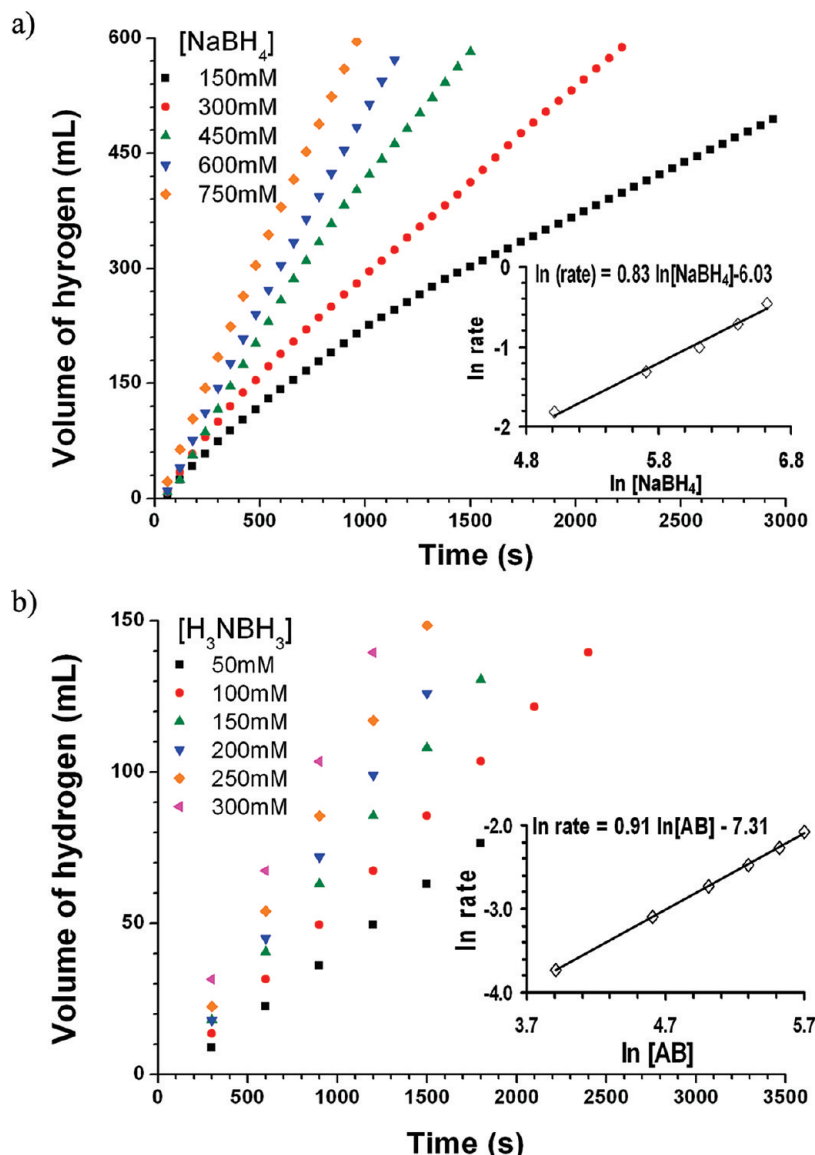 a)
600
450
300
150
0
Volume of hyrogen (mL)
[NaBH₄]
150mM
300mM
450mM
600mM
750mM
0
ln (rate) = 0.83 ln[NaBH₄]-6.03
-1
-2
ln rate
4.8 5.8 6.8
ln [NaBH₄]
0 500 1000 1500 2000 2500 3000
Time (s)
b)
150
100
50
0
Volume of hydrogen (mL)
[H₃NBH₃]
50mM
100mM
150mM
200mM
250mM
300mM
-2.0
ln rate = 0.91 ln[AB] - 7.31
-3.0
-4.0
ln rate
3.7 4.7 5.7
ln [AB]
0 500 1000 1500 2000 2500 3000 3500
Time (s)